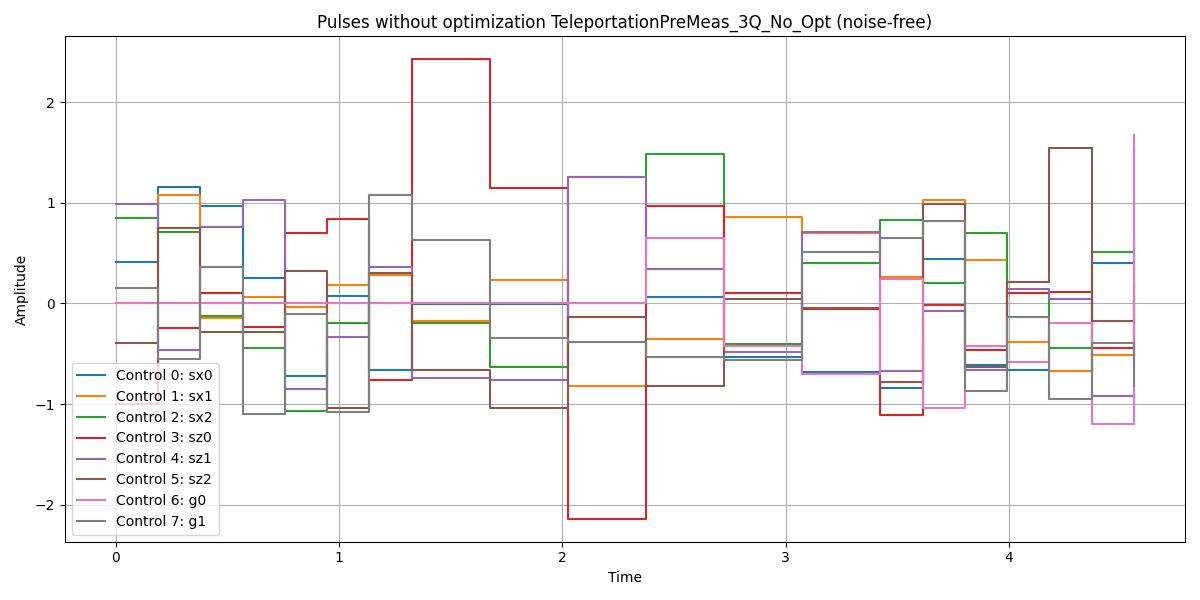 Pulses without optimization TeleportationPreMeas_3Q_No_Opt (noise-free)
Amplitude
2
1
0
−1
−2
Control 0: sx0
Control 1: sx1
Control 2: sx2
Control 3: sz0
Control 4: sz1
Control 5: sz2
Control 6: g0
Control 7: g1
0 1 2 3 4
Time